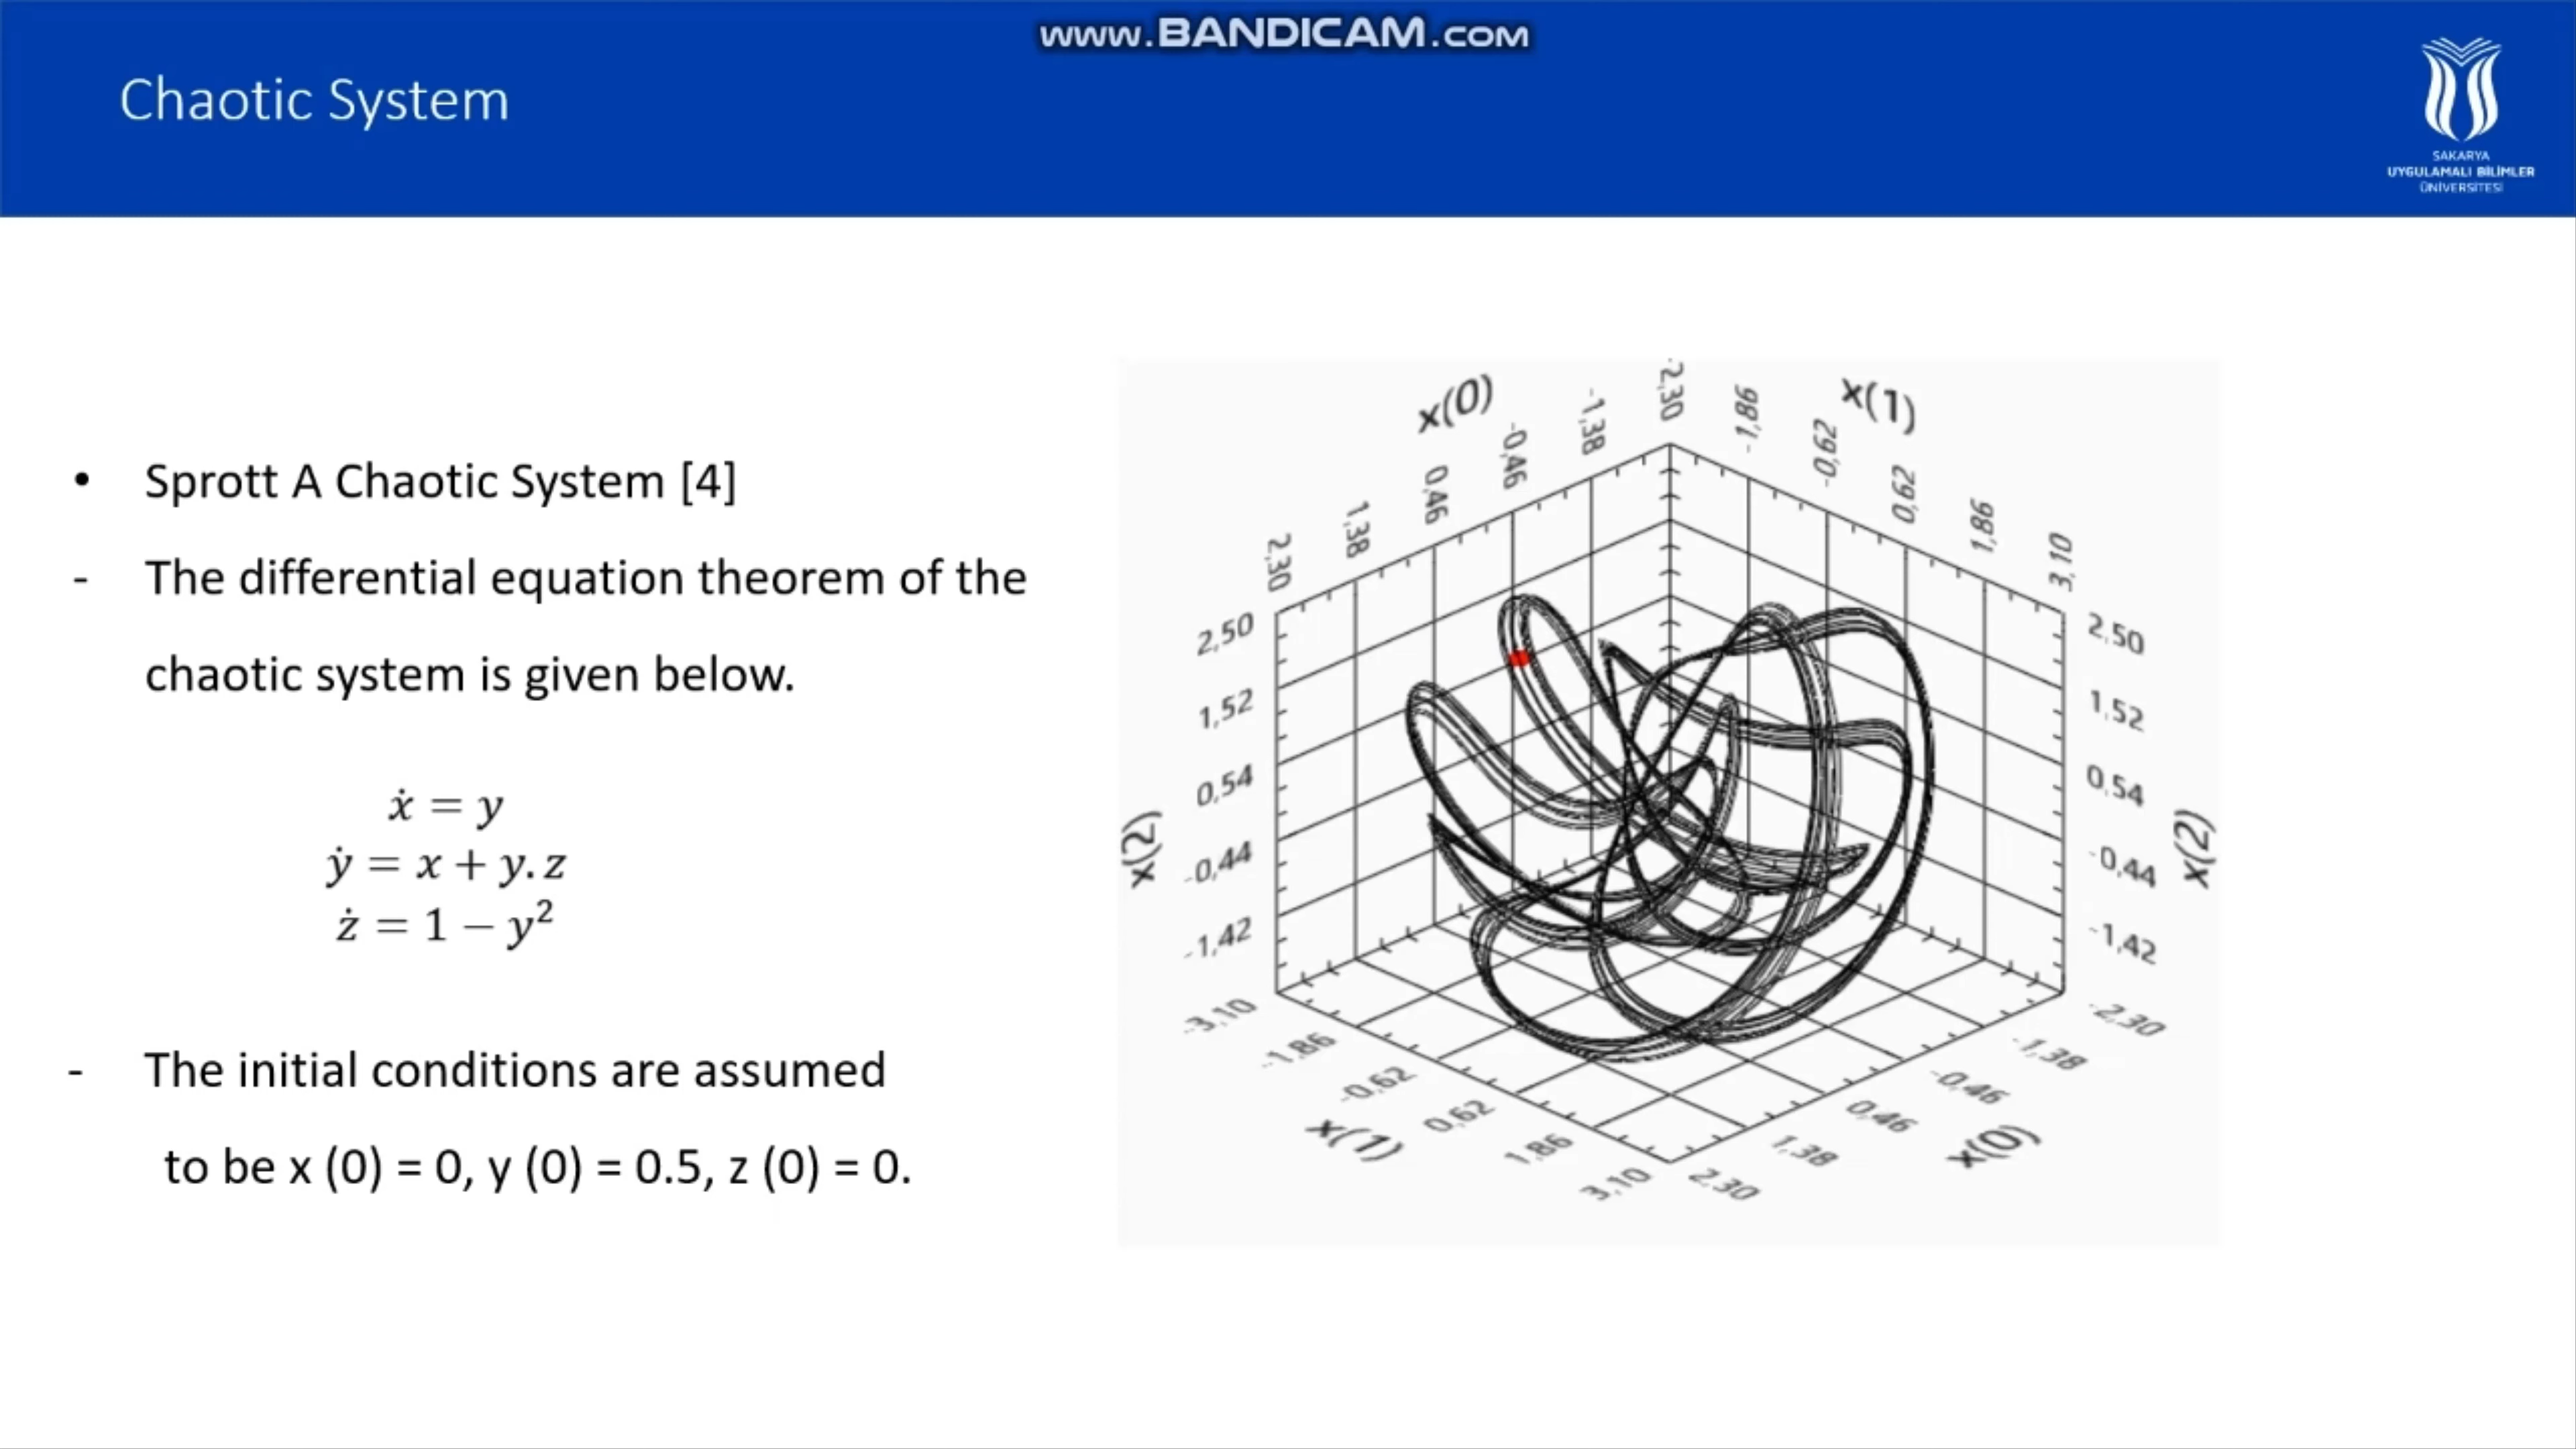 www.BANDICAM.com
Chaotic System
SAKARYA
UYGULAMALI BİLİMLER
ÜNİVERSİTESİ
• Sprott A Chaotic System [4]
- The differential equation theorem of the
chaotic system is given below.
ẋ = y
ẏ = x + y. z
ż = 1 − y²
- The initial conditions are assumed
to be x (0) = 0, y (0) = 0.5, z (0) = 0.
x(0)
2,30
1,38
0,46
-0,46
-1,38
-2,30
x(1)
-1,86
-0,62
0,62
1,86
3,10
x(2)
2,50
1,52
0,54
-0,44
-1,42
x(2)
2,50
1,52
0,54
-0,44
-1,42
x(1)
-3,10
-1,86
-0,62
0,62
1,86
3,10
x(0)
2,30
1,38
0,46
-0,46
-1,38
-2,30